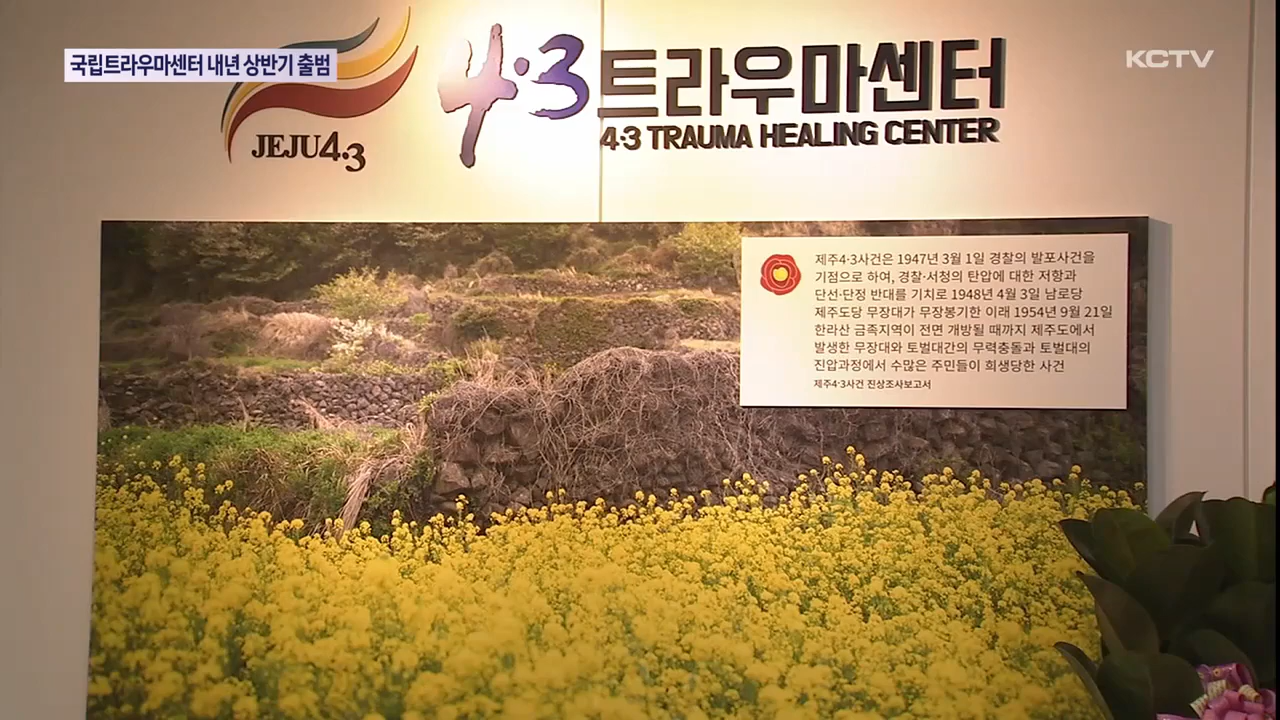 국립트라우마센터 내년 상반기 출범
KCTV
JEJU4.3
4·3트라우마센터
4·3 TRAUMA HEALING CENTER
제주4·3사건은 1947년 3월 1일 경찰의 발포사건을
기점으로 하여, 경찰·서청의 탄압에 대한 저항과
단선·단정 반대를 기치로 1948년 4월 3일 남로당
제주도당 무장대가 무장봉기한 이래 1954년 9월 21일
한라산 금족지역이 전면 개방될 때까지 제주도에서
발생한 무장대와 토벌대간의 무력충돌과 토벌대의
진압과정에서 수많은 주민들이 희생당한 사건
제주4·3사건 진상조사보고서